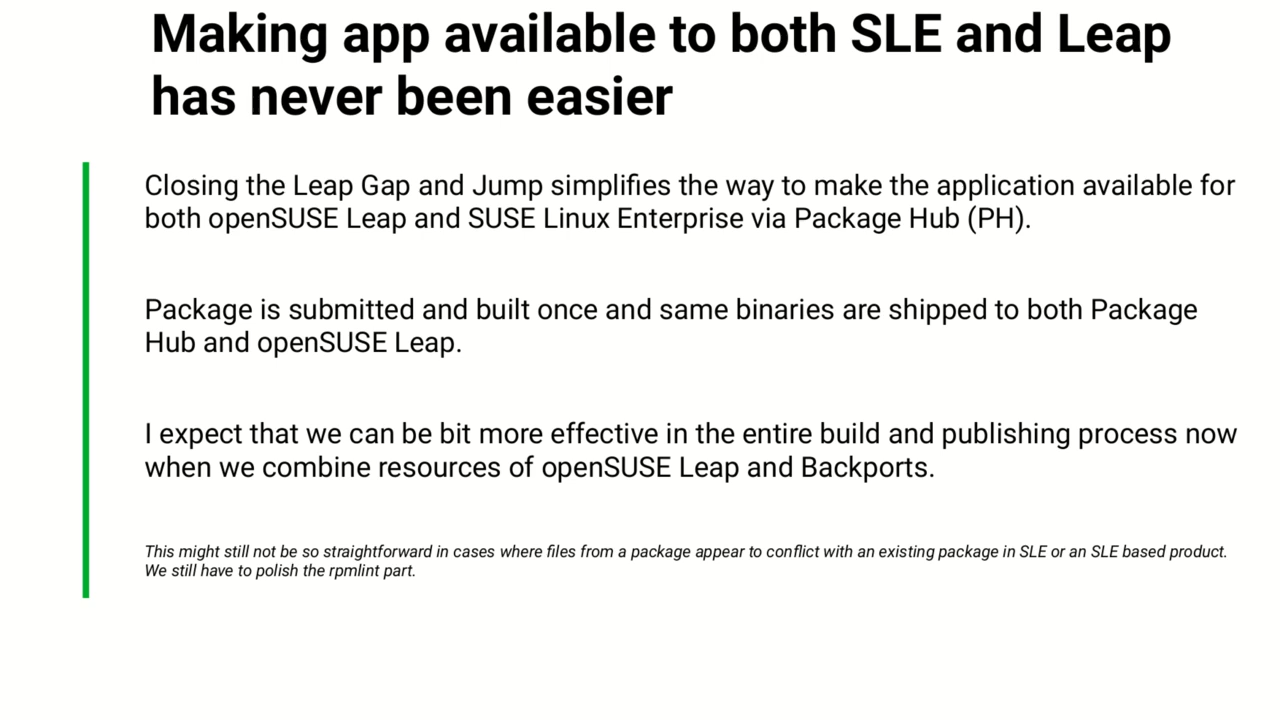 Making app available to both SLE and Leap
has never been easier
Closing the Leap Gap and Jump simplifies the way to make the application available for
both openSUSE Leap and SUSE Linux Enterprise via Package Hub (PH).
Package is submitted and built once and same binaries are shipped to both Package
Hub and openSUSE Leap.
I expect that we can be bit more effective in the entire build and publishing process now
when we combine resources of openSUSE Leap and Backports.
This might still not be so straightforward in cases where files from a package appear to conflict with an existing package in SLE or an SLE based product.
We still have to polish the rpmlint part.